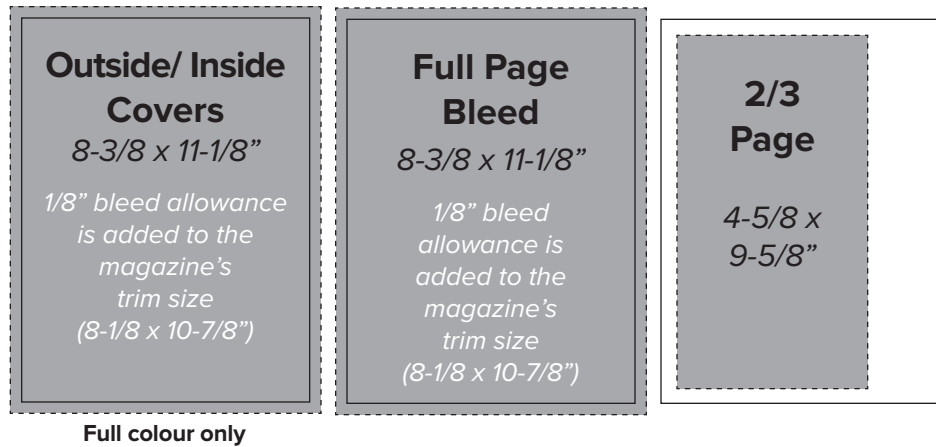 Outside/ Inside
Covers
8-3/8 x 11-1/8”
1/8” bleed allowance
is added to the
magazine’s
trim size
(8-1/8 x 10-7/8”)
Full colour only
Full Page
Bleed
8-3/8 x 11-1/8”
1/8” bleed
allowance is
added to the
magazine’s
trim size
(8-1/8 x 10-7/8”)
2/3
Page
4-5/8 x
9-5/8”